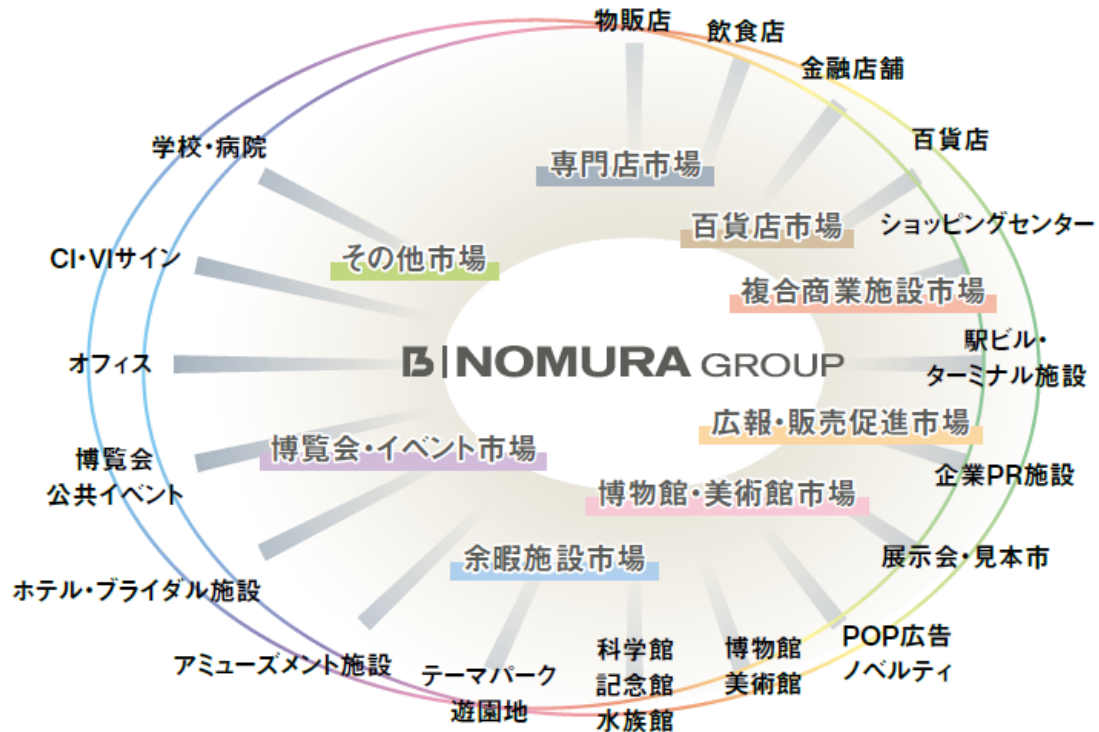 物販店
飲食店
金融店舗
百貨店
学校・病院
専門店市場
百貨店市場
ショッピングセンター
CI・VIサイン
その他市場
複合商業施設市場
オフィス
NOMURA GROUP
駅ビル・
ターミナル施設
広報・販売促進市場
博覧会・イベント市場
博覧会
公共イベント
企業PR施設
博物館・美術館市場
余暇施設市場
展示会・見本市
ホテル・ブライダル施設
アミューズメント施設
テーマパーク
遊園地
科学館
記念館
水族館
博物館
美術館
POP広告
ノベルティ